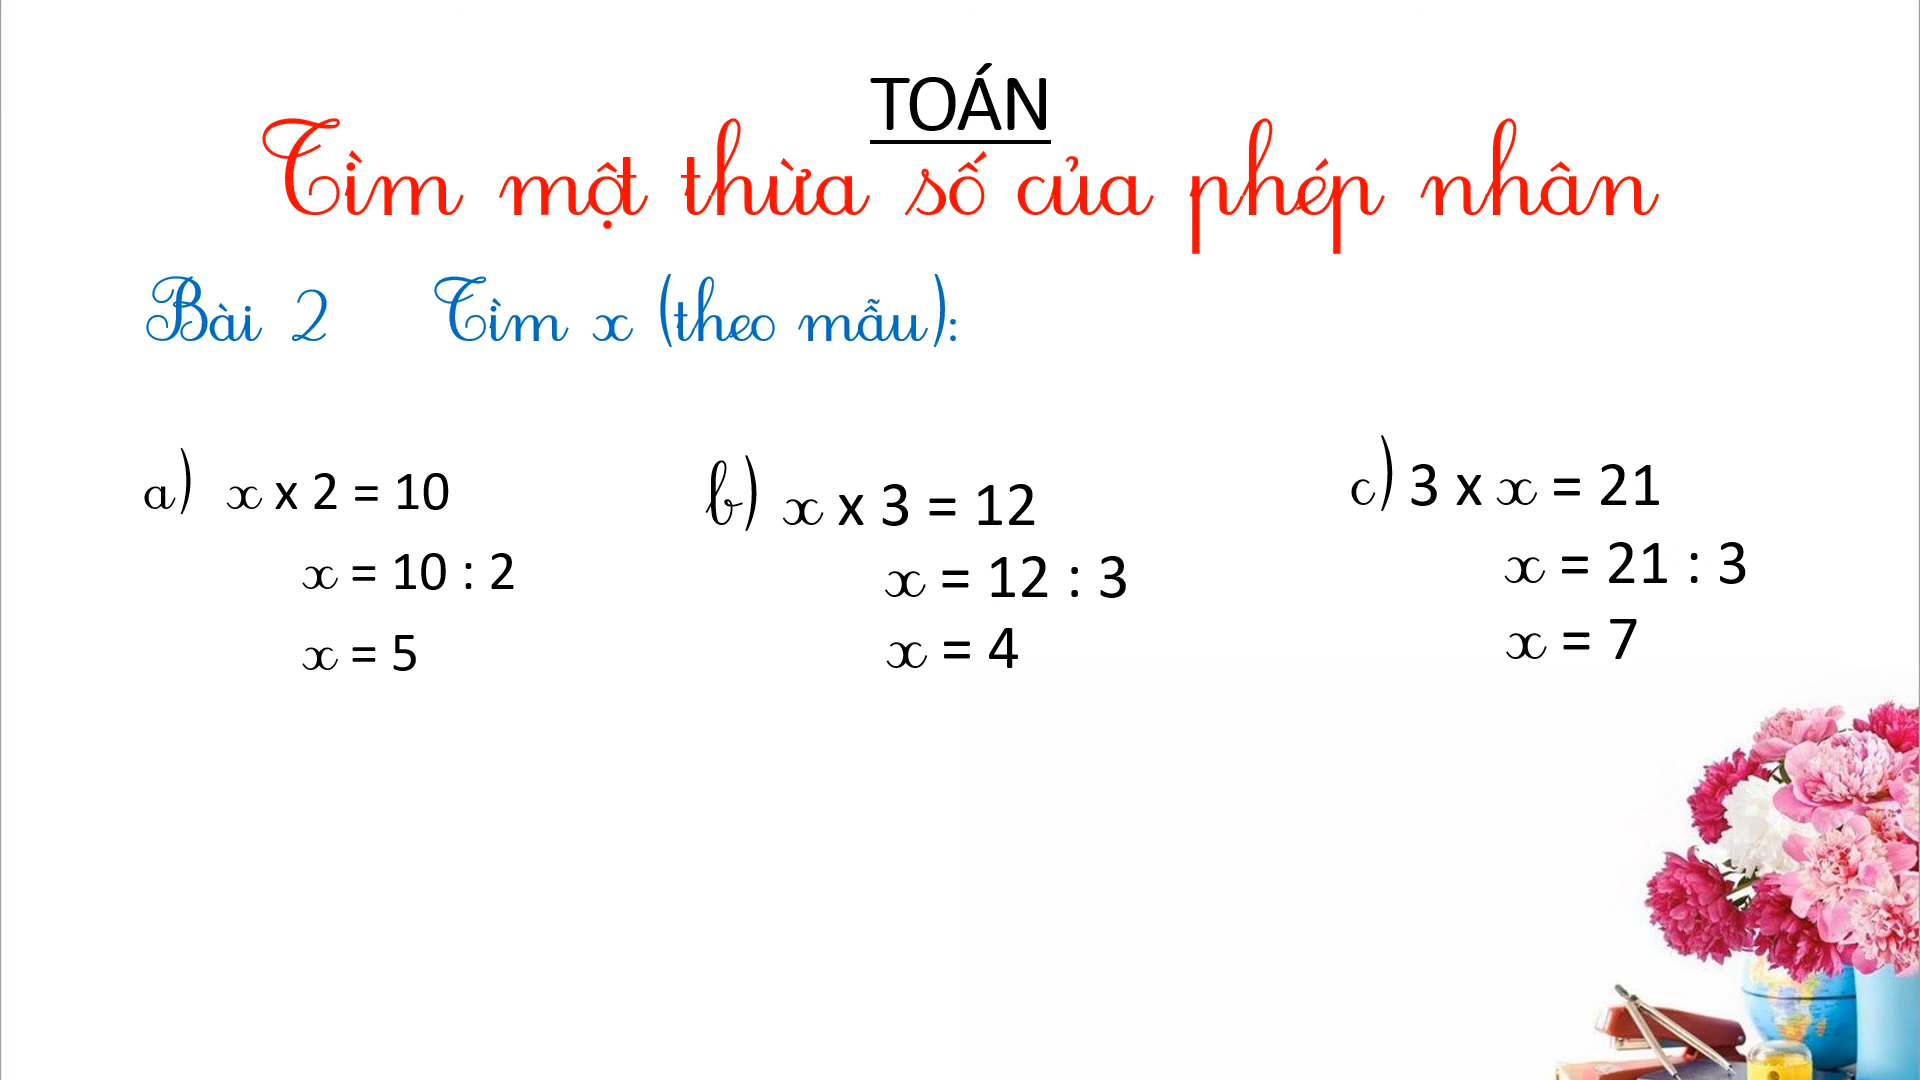 TOÁN
Tìm một thừa số của phép nhân
Bài 2 Tìm x (theo mẫu):
a) x x 2 = 10
x = 10 : 2
x = 5
b) x x 3 = 12
x = 12 : 3
x = 4
c) 3 x x = 21
x = 21 : 3
x = 7